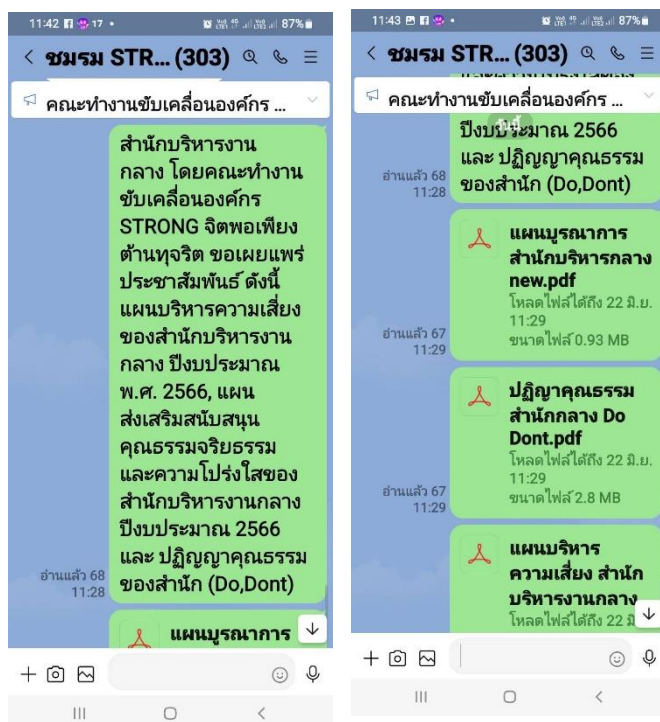 11:42 17 87%
ชมรม STR... (303)
คณะทำงานขับเคลื่อนองค์กร ...
สำนักบริหารงาน
กลาง โดยคณะทำงาน
ขับเคลื่อนองค์กร
STRONG จิตพอเพียง
ต้านทุจริต ขอเผยแพร่
ประชาสัมพันธ์ ดังนี้
แผนบริหารความเสี่ยง
ของสำนักบริหารงาน
กลาง ปีงบประมาณ
พ.ศ. 2566, แผน
ส่งเสริมสนับสนุน
คุณธรรมจริยธรรม
และความโปร่งใสของ
สำนักบริหารงานกลาง
ปีงบประมาณ 2566
และ ปฏิญญาคุณธรรม
ของสำนัก (Do,Dont)
อ่านแล้ว 68
11:28
แผนบูรณาการ
11:43 87%
ชมรม STR... (303)
คณะทำงานขับเคลื่อนองค์กร ...
วันนี้
ปีงบประมาณ 2566
และ ปฏิญญาคุณธรรม
ของสำนัก (Do,Dont)
อ่านแล้ว 68
11:28
แผนบูรณาการ
สำนักบริหารกลาง
new.pdf
โหลดไฟล์ได้ถึง 22 มิ.ย.
11:29
ขนาดไฟล์ 0.93 MB
อ่านแล้ว 67
11:29
ปฏิญาคุณธรรม
สำนักกลาง Do
Dont.pdf
โหลดไฟล์ได้ถึง 22 มิ.ย.
11:29
ขนาดไฟล์ 2.8 MB
อ่านแล้ว 67
11:29
แผนบริหาร
ความเสี่ยง สำนัก
บริหารงานกลาง
โหลดไฟล์ได้ถึง 22